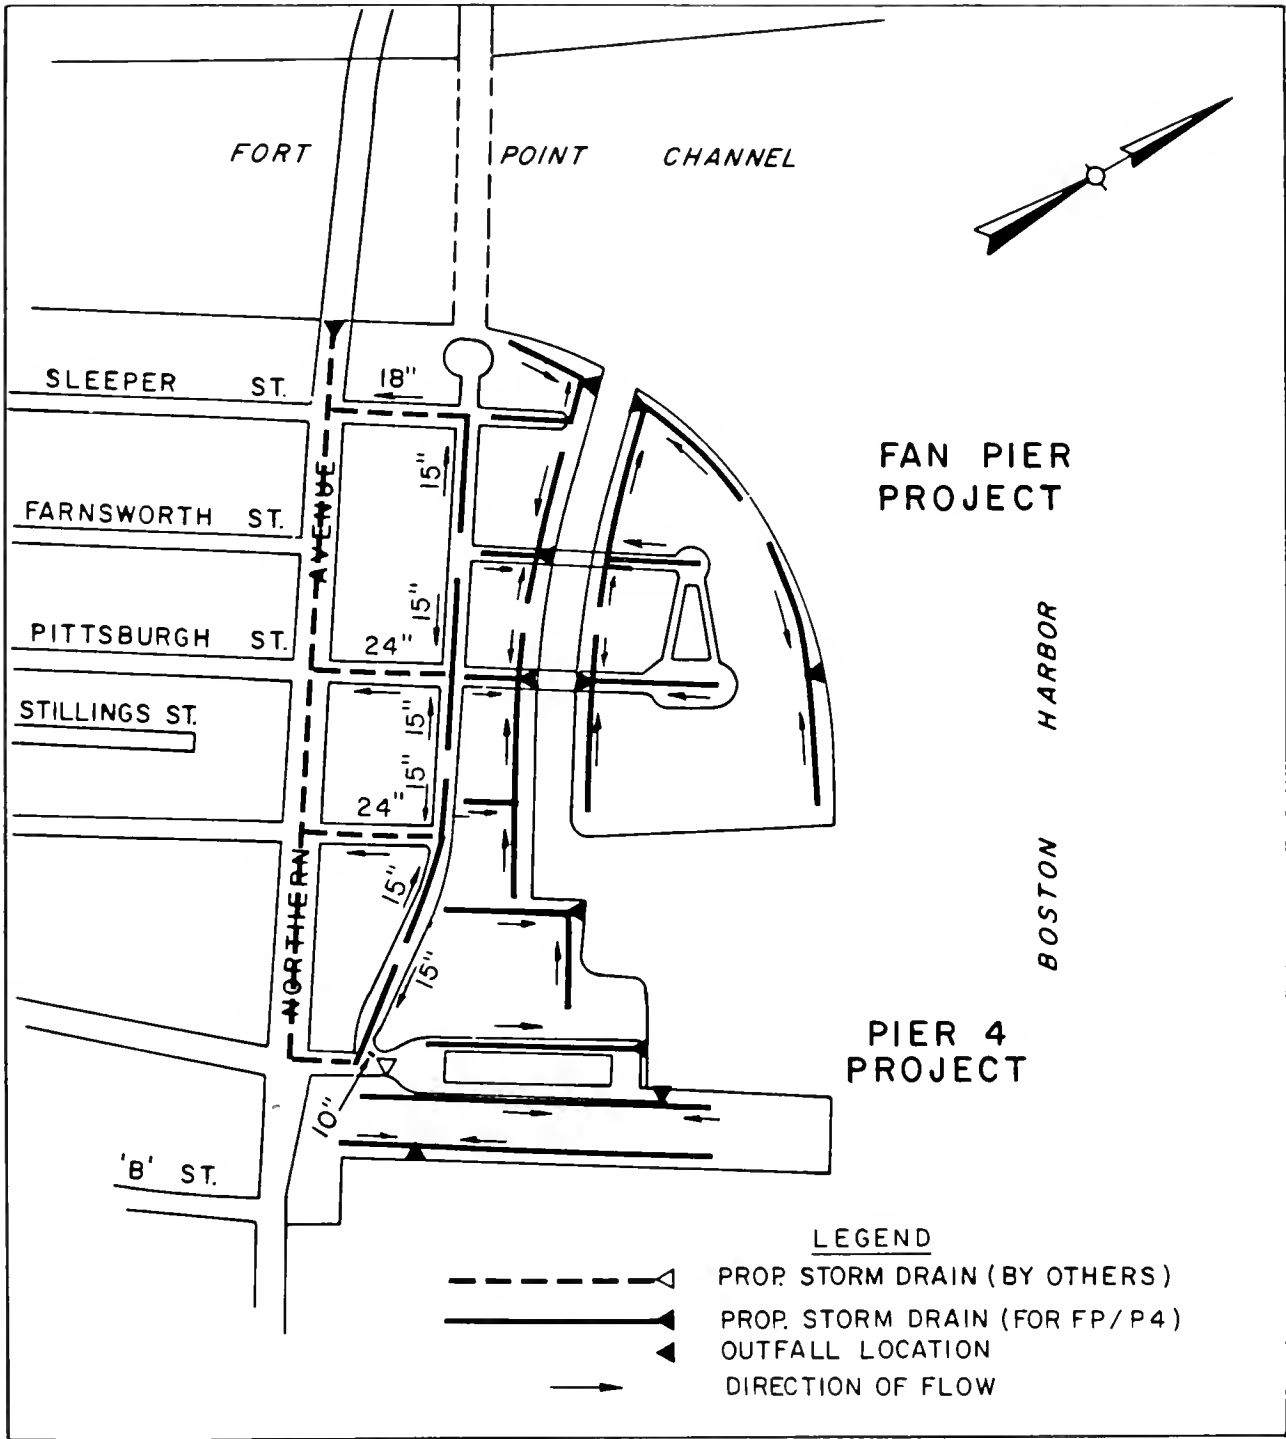 FORT POINT CHANNEL
SLEEPER ST.
18"
15"
FAN PIER
PROJECT
FARNSWORTH ST.
AVENUE
15"
PITTSBURGH ST.
24"
BOSTON HARBOR
STILLINGS ST.
15"
15"
24"
NORTHERN
15"
15"
PIER 4
PROJECT
10"
'B' ST.
LEGEND
PROP. STORM DRAIN (BY OTHERS)
PROP. STORM DRAIN (FOR FP/P4)
OUTFALL LOCATION
DIRECTION OF FLOW